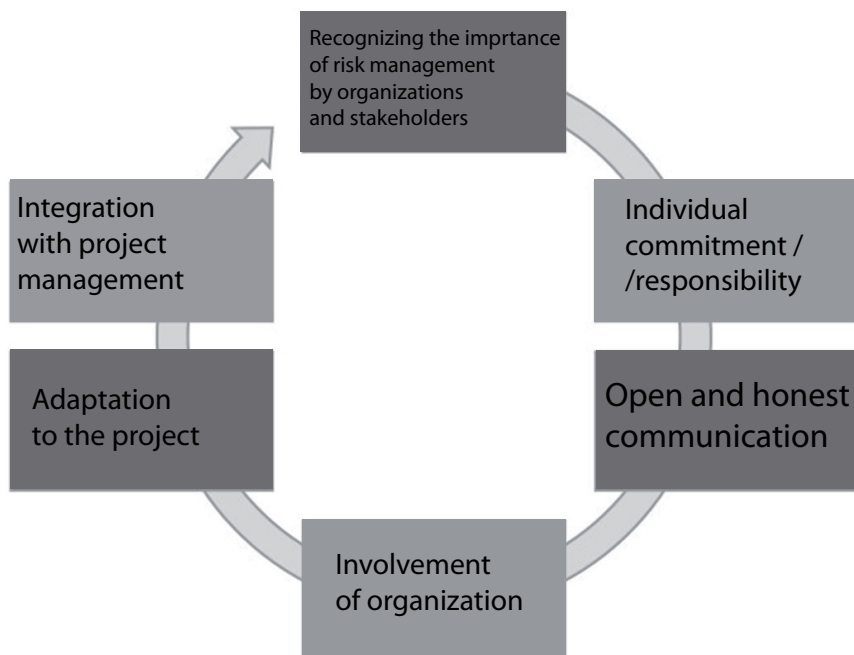 Recognizing the imprtance
of risk management
by organizations
and stakeholders
Individual
commitment /
/responsibility
Open and honest
communication
Involvement
of organization
Adaptation
to the project
Integration
with project
management